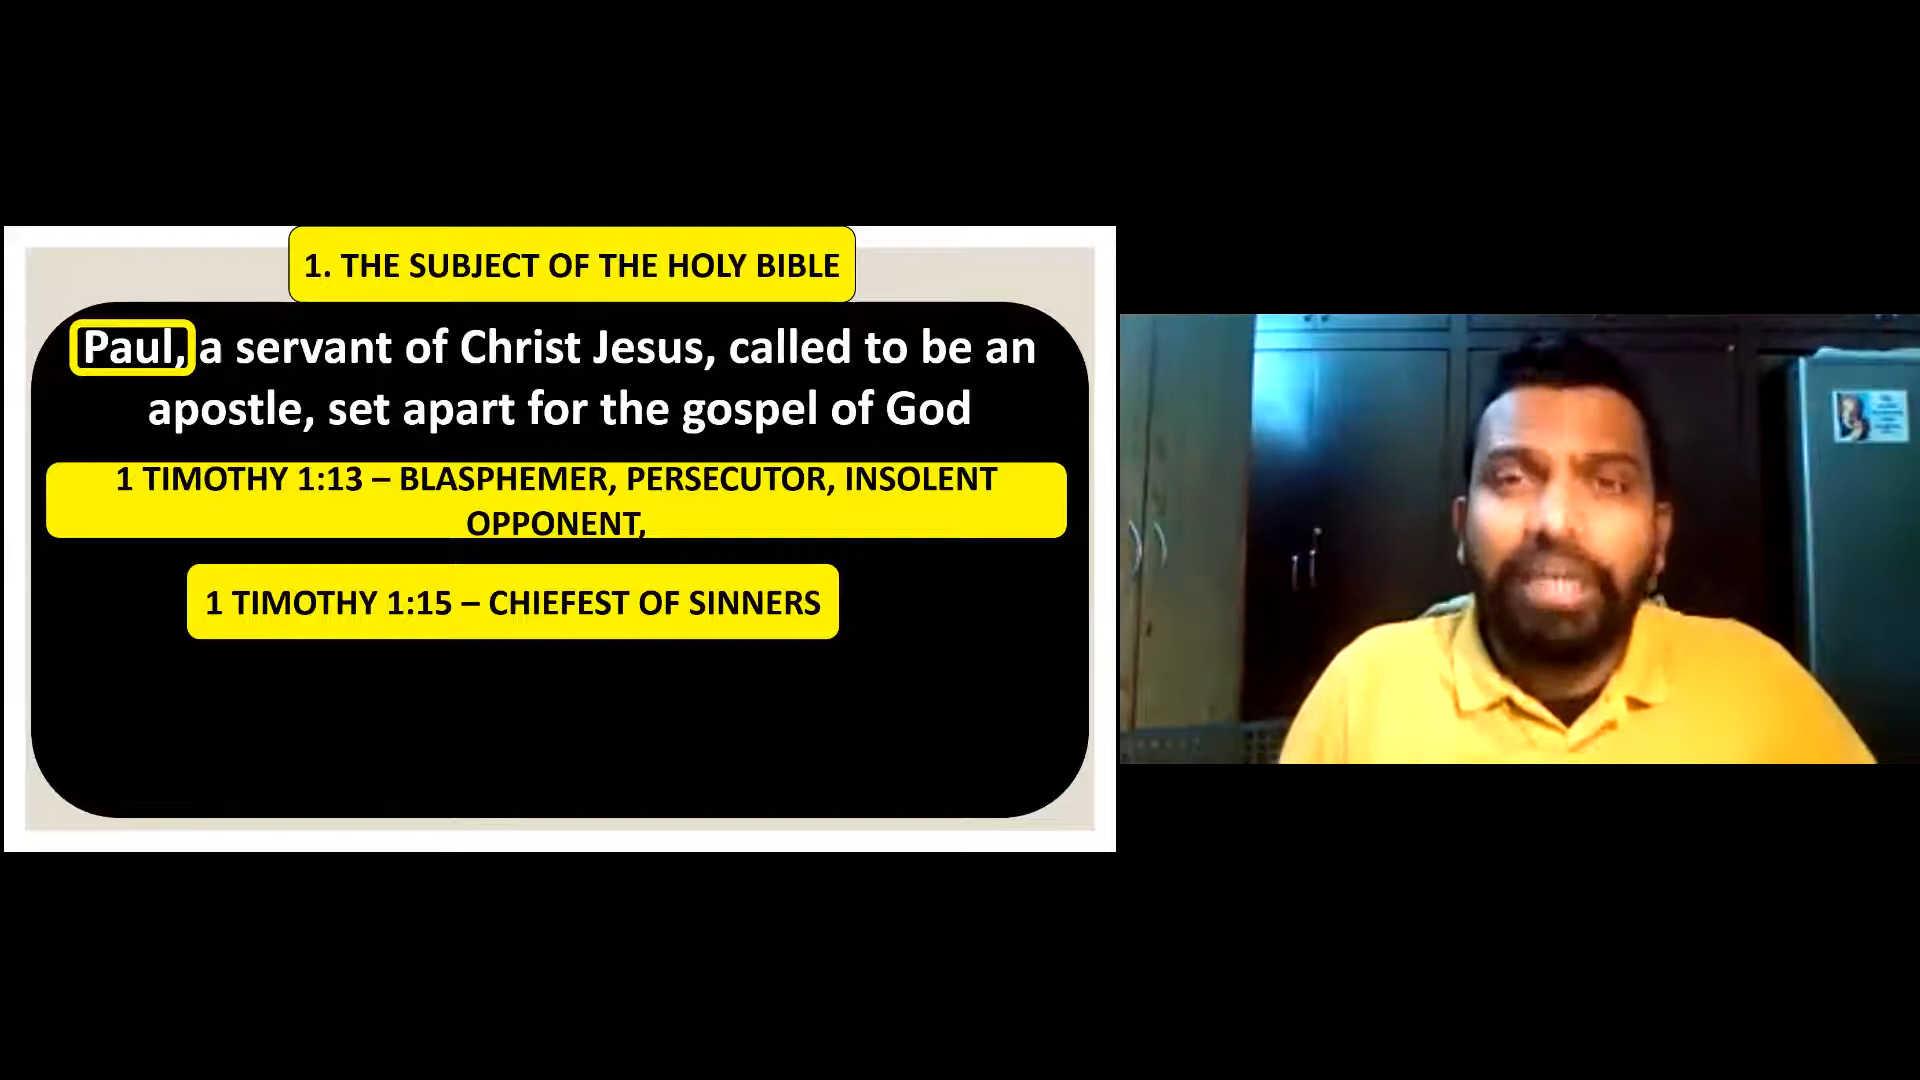 1. THE SUBJECT OF THE HOLY BIBLE
Paul, a servant of Christ Jesus, called to be an
apostle, set apart for the gospel of God
1 TIMOTHY 1:13 – BLASPHEMER, PERSECUTOR, INSOLENT
OPPONENT,
1 TIMOTHY 1:15 – CHIEFEST OF SINNERS